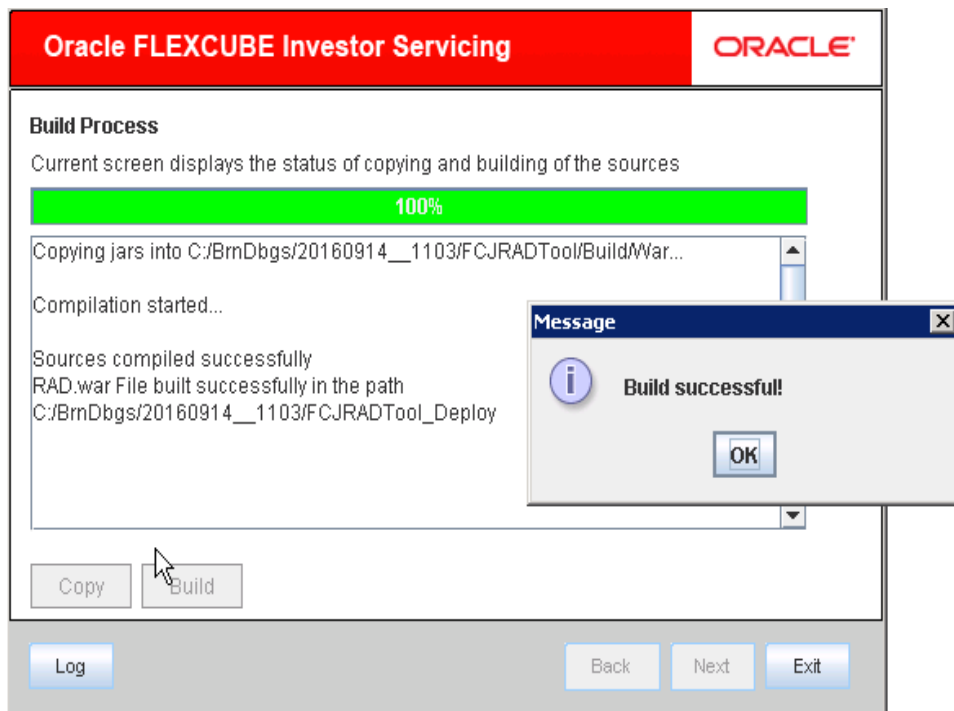 Oracle FLEXCUBE Investor Servicing
ORACLE
Build Process
Current screen displays the status of copying and building of the sources
100%
Copying jars into C:/BrnDbgs/20160914__1103/FCJRADTool/Build/War...
Compilation started...
Sources compiled successfully
RAD.war File built successfully in the path
C:/BrnDbgs/20160914__1103/FCJRADTool_Deploy
Message
Build successful!
OK
Copy
Build
Log
Back
Next
Exit